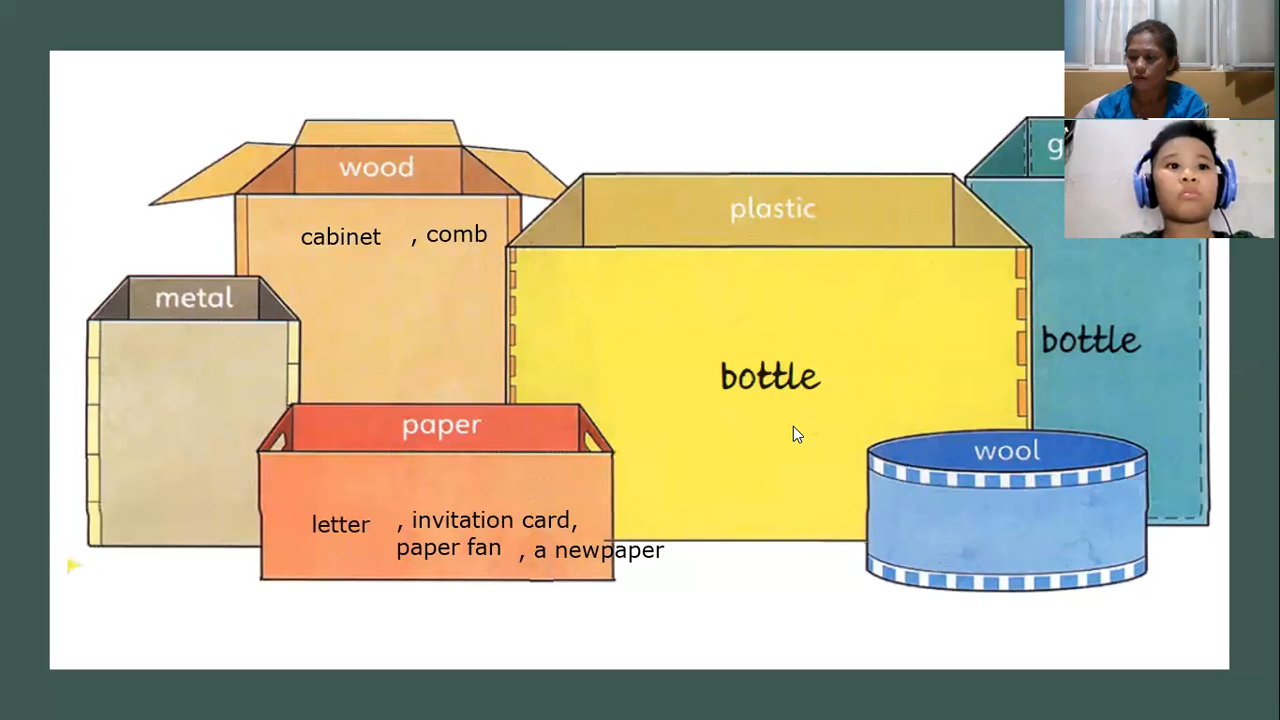 wood
cabinet , comb
plastic
bottle
bottle
metal
paper
letter , invitation card,
paper fan , a newpaper
wool